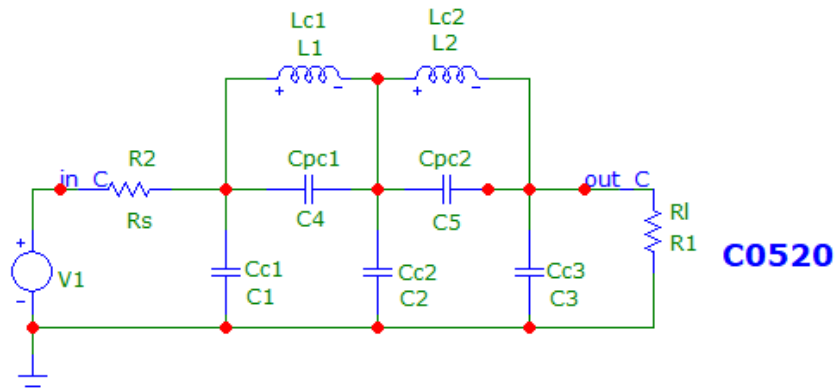 Lc1
L1
Lc2
L2
in_C
R2
Rs
Cpc1
C4
Cpc2
C5
out_C
Rl
R1
+
-
V1
Cc1
C1
Cc2
C2
Cc3
C3
C0520
+
-
+
-